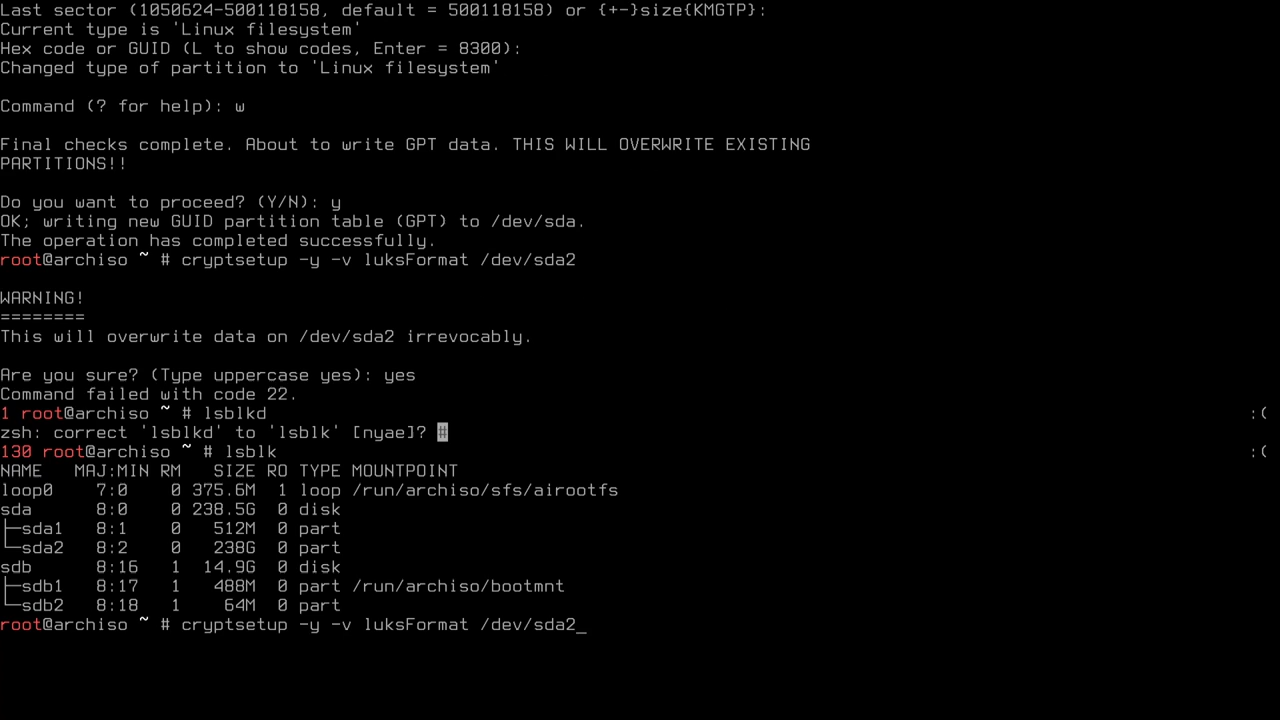 Last sector (1050624-500118158, default = 500118158) or {+-}size{KMGTP}:
Current type is 'Linux filesystem'
Hex code or GUID (L to show codes, Enter = 8300):
Changed type of partition to 'Linux filesystem'
Command (? for help): w
Final checks complete. About to write GPT data. THIS WILL OVERWRITE EXISTING
PARTITIONS!!
Do you want to proceed? (Y/N): y
OK; writing new GUID partition table (GPT) to /dev/sda.
The operation has completed successfully.
root@archiso ~ # cryptsetup -y -v luksFormat /dev/sda2
WARNING!
========
This will overwrite data on /dev/sda2 irrevocably.
Are you sure? (Type uppercase yes): yes
Command failed with code 22.
1 root@archiso ~ # lsblkd :(
zsh: correct 'lsblkd' to 'lsblk' [nyae]? #
130 root@archiso ~ # lsblk :(
NAME   MAJ:MIN RM   SIZE RO TYPE MOUNTPOINT
loop0    7:0    0 375.6M  1 loop /run/archiso/sfs/airootfs
sda      8:0    0 238.5G  0 disk
├─sda1   8:1    0   512M  0 part
└─sda2   8:2    0   238G  0 part
sdb      8:16   1  14.9G  0 disk
├─sdb1   8:17   1   488M  0 part /run/archiso/bootmnt
└─sdb2   8:18   1    64M  0 part
root@archiso ~ # cryptsetup -y -v luksFormat /dev/sda2_